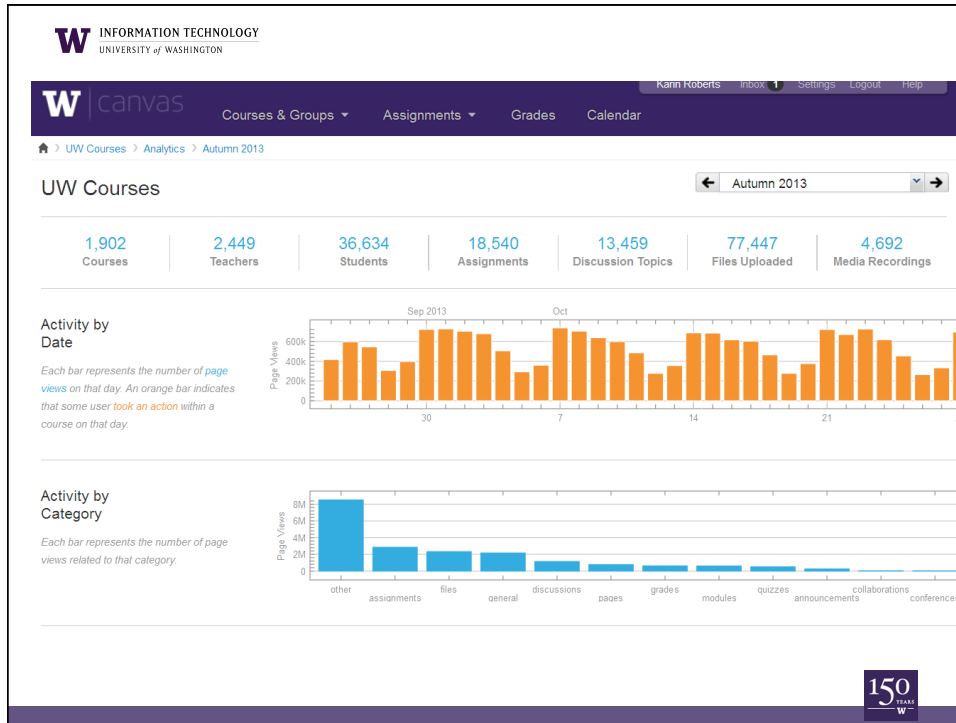 W INFORMATION TECHNOLOGY
UNIVERSITY of WASHINGTON
Karin Roberts Inbox 1 Settings Logout Help
W canvas
Courses & Groups Assignments Grades Calendar
UW Courses Analytics Autumn 2013
UW Courses
Autumn 2013
1,902 2,449 36,634 18,540 13,459 77,447 4,692
Courses Teachers Students Assignments Discussion Topics Files Uploaded Media Recordings
Activity by
Date
Each bar represents the number of page
views on that day. An orange bar indicates
that some user took an action within a
course on that day.
Sep 2013 Oct
Page Views
600k
400k
200k
0
30 7 14 21
Activity by
Category
Each bar represents the number of page
views related to that category.
Page Views
8M
6M
4M
2M
0
other files discussions grades quizzes collaborations
assignments general pages modules announcements conferences
150
YEARS
W